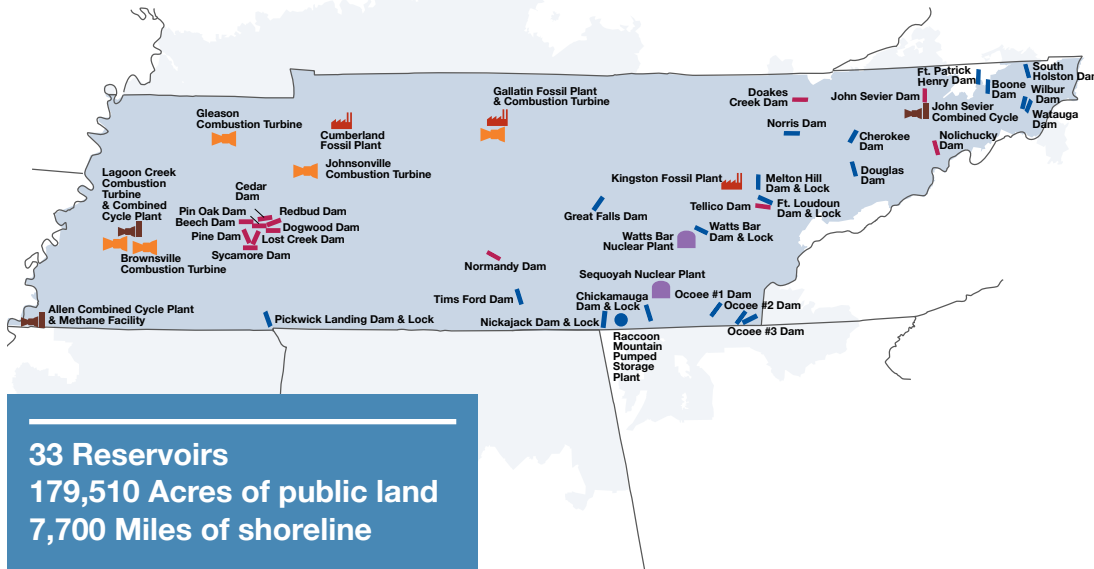 Gleason
Combustion Turbine
Cumberland
Fossil Plant
Gallatin Fossil Plant
& Combustion Turbine
Johnsonville
Combustion Turbine
Lagoon Creek
Combustion
Turbine
& Combined
Cycle Plant
Cedar
Dam
Pin Oak Dam
Redbud Dam
Beech Dam
Dogwood Dam
Pine Dam
Lost Creek Dam
Sycamore Dam
Brownsville
Combustion Turbine
Allen Combined Cycle Plant
& Methane Facility
Pickwick Landing Dam & Lock
Normandy Dam
Tims Ford Dam
Nickajack Dam & Lock
Great Falls Dam
Doakes
Creek Dam
Norris Dam
Kingston Fossil Plant
Melton Hill
Dam & Lock
Tellico Dam
Ft. Loudoun
Dam & Lock
Watts Bar
Nuclear Plant
Watts Bar
Dam & Lock
Sequoyah Nuclear Plant
Chickamauga
Dam & Lock
Ocoee #1 Dam
Ocoee #2 Dam
Ocoee #3 Dam
Raccoon
Mountain
Pumped
Storage
Plant
Ft. Patrick
Henry Dam
South
Holston Dam
Boone
Dam
Wilbur
Dam
Watauga
Dam
John Sevier Dam
John Sevier
Combined Cycle
Cherokee
Dam
Nolichucky
Dam
Douglas
Dam
33 Reservoirs
179,510 Acres of public land
7,700 Miles of shoreline